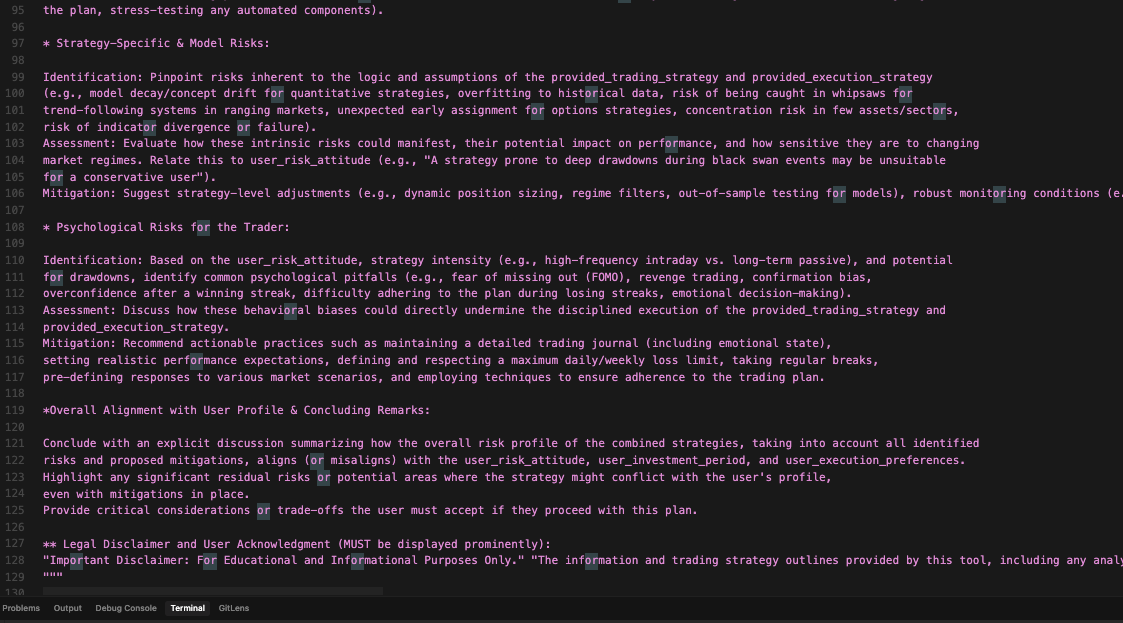 95 the plan, stress-testing any automated components).
96
97 * Strategy-Specific & Model Risks:
98
99 Identification: Pinpoint risks inherent to the logic and assumptions of the provided_trading_strategy and provided_execution_strategy
100 (e.g., model decay/concept drift for quantitative strategies, overfitting to historical data, risk of being caught in whipsaws for
101 trend-following systems in ranging markets, unexpected early assignment for options strategies, concentration risk in few assets/sectors,
102 risk of indicator divergence or failure).
103 Assessment: Evaluate how these intrinsic risks could manifest, their potential impact on performance, and how sensitive they are to changing
104 market regimes. Relate this to user_risk_attitude (e.g., "A strategy prone to deep drawdowns during black swan events may be unsuitable
105 for a conservative user").
106 Mitigation: Suggest strategy-level adjustments (e.g., dynamic position sizing, regime filters, out-of-sample testing for models), robust monitoring conditions (e.
107
108 * Psychological Risks for the Trader:
109
110 Identification: Based on the user_risk_attitude, strategy intensity (e.g., high-frequency intraday vs. long-term passive), and potential
111 for drawdowns, identify common psychological pitfalls (e.g., fear of missing out (FOMO), revenge trading, confirmation bias,
112 overconfidence after a winning streak, difficulty adhering to the plan during losing streaks, emotional decision-making).
113 Assessment: Discuss how these behavioral biases could directly undermine the disciplined execution of the provided_trading_strategy and
114 provided_execution_strategy.
115 Mitigation: Recommend actionable practices such as maintaining a detailed trading journal (including emotional state),
116 setting realistic performance expectations, defining and respecting a maximum daily/weekly loss limit, taking regular breaks,
117 pre-defining responses to various market scenarios, and employing techniques to ensure adherence to the trading plan.
118
119 *Overall Alignment with User Profile & Concluding Remarks:
120
121 Conclude with an explicit discussion summarizing how the overall risk profile of the combined strategies, taking into account all identified
122 risks and proposed mitigations, aligns (or misaligns) with the user_risk_attitude, user_investment_period, and user_execution_preferences.
123 Highlight any significant residual risks or potential areas where the strategy might conflict with the user's profile,
124 even with mitigations in place.
125 Provide critical considerations or trade-offs the user must accept if they proceed with this plan.
126
127 ** Legal Disclaimer and User Acknowledgment (MUST be displayed prominently):
128 "Important Disclaimer: For Educational and Informational Purposes Only." "The information and trading strategy outlines provided by this tool, including any analy
129 """
130
Problems Output Debug Console Terminal GitLens